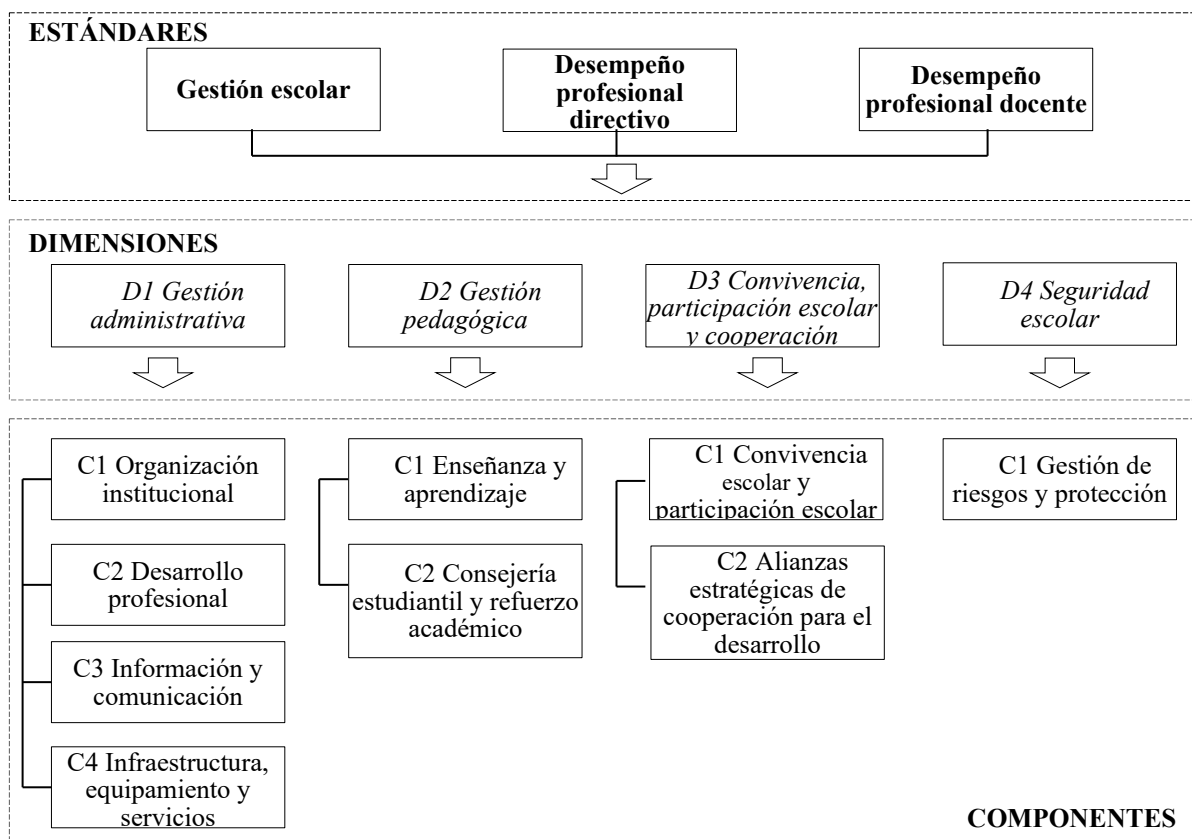 ESTÁNDARES
Gestión escolar
Desempeño
profesional
directivo
Desempeño
profesional docente
DIMENSIONES
D1 Gestión
administrativa
D2 Gestión
pedagógica
D3 Convivencia,
participación escolar
y cooperación
D4 Seguridad
escolar
C1 Organización
institucional
C2 Desarrollo
profesional
C3 Información y
comunicación
C4 Infraestructura,
equipamiento y
servicios
C1 Enseñanza y
aprendizaje
C2 Consejería
estudiantil y refuerzo
académico
C1 Convivencia
escolar y
participación escolar
C2 Alianzas
estratégicas de
cooperación para el
desarrollo
C1 Gestión de
riesgos y protección
COMPONENTES